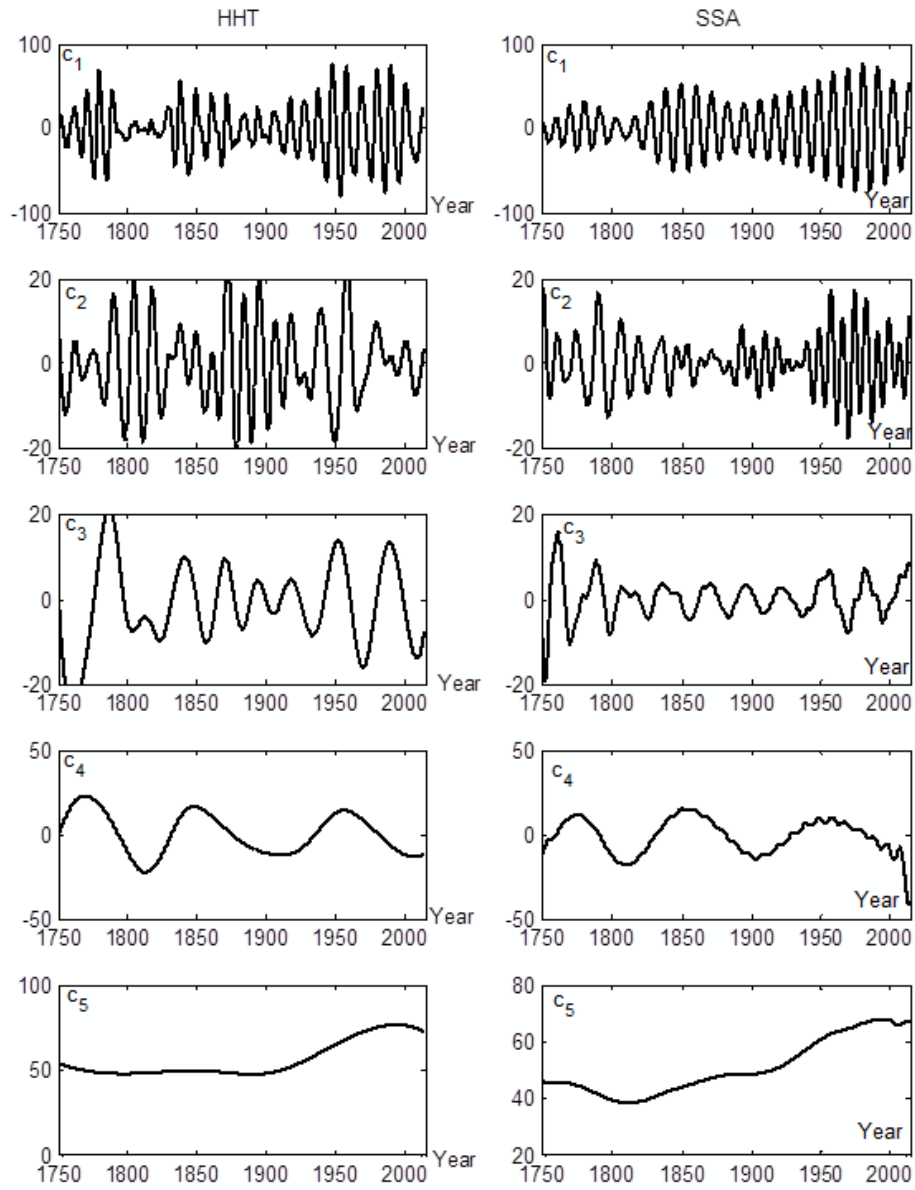 HHT SSA
100 c1 100 c1
0 0
-100 Year -100 Year
1750 1800 1850 1900 1950 2000 1750 1800 1850 1900 1950 2000
20 c2 20 c2
0 0
-20 Year -20 Year
1750 1800 1850 1900 1950 2000 1750 1800 1850 1900 1950 2000
20 c3 20 c3
0 0
-20 Year -20 Year
1750 1800 1850 1900 1950 2000 1750 1800 1850 1900 1950 2000
50 c4 50 c4
0 0
-50 Year -50 Year
1750 1800 1850 1900 1950 2000 1750 1800 1850 1900 1950 2000
100 c5 80 c5
60
50
40
0 Year 20 Year
1750 1800 1850 1900 1950 2000 1750 1800 1850 1900 1950 2000